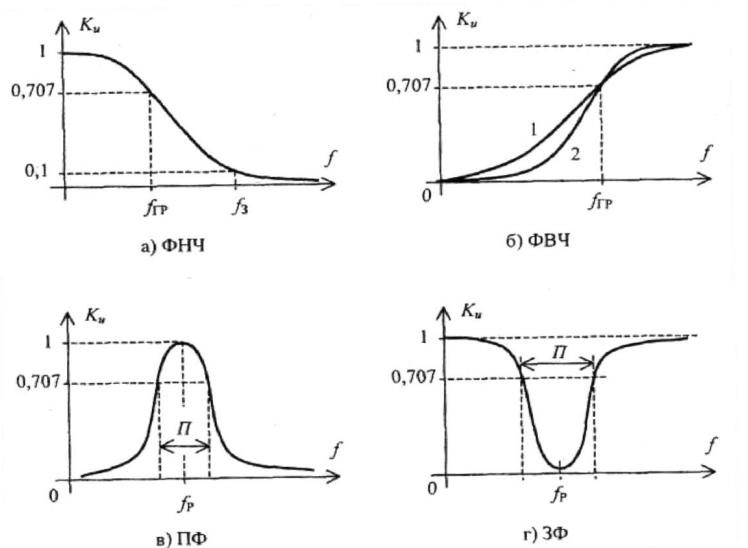 Kи
1
0,707
0,1
f
fГР
fЗ
а) ФНЧ
Kи
1
0,707
1
2
f
0
fГР
б) ФВЧ
Kи
1
0,707
П
f
0
fР
в) ПФ
Kи
1
П
0,707
f
0
fР
г) ЗФ